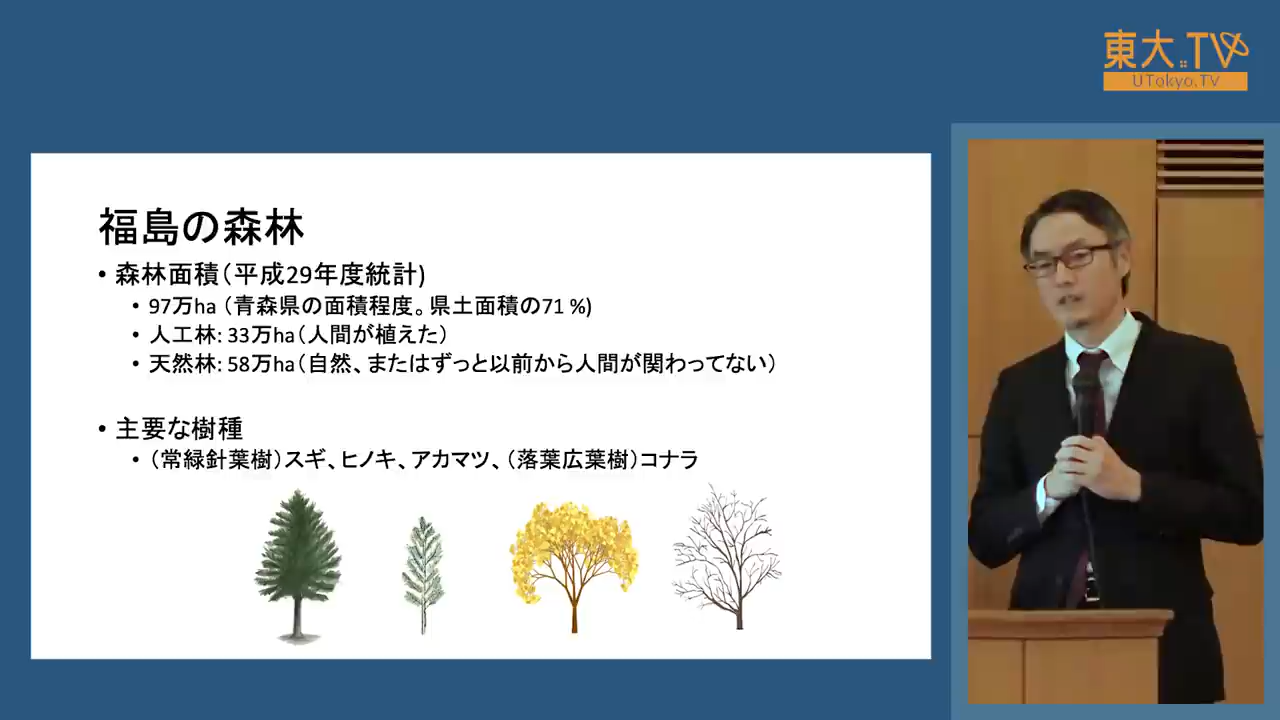 東大.TV
UTokyo.TV
福島の森林
• 森林面積（平成29年度統計)
• 97万ha （青森県の面積程度。県土面積の71 %)
• 人工林: 33万ha（人間が植えた）
• 天然林: 58万ha（自然、またはずっと以前から人間が関わってない）
• 主要な樹種
• （常緑針葉樹）スギ、ヒノキ、アカマツ、（落葉広葉樹）コナラ